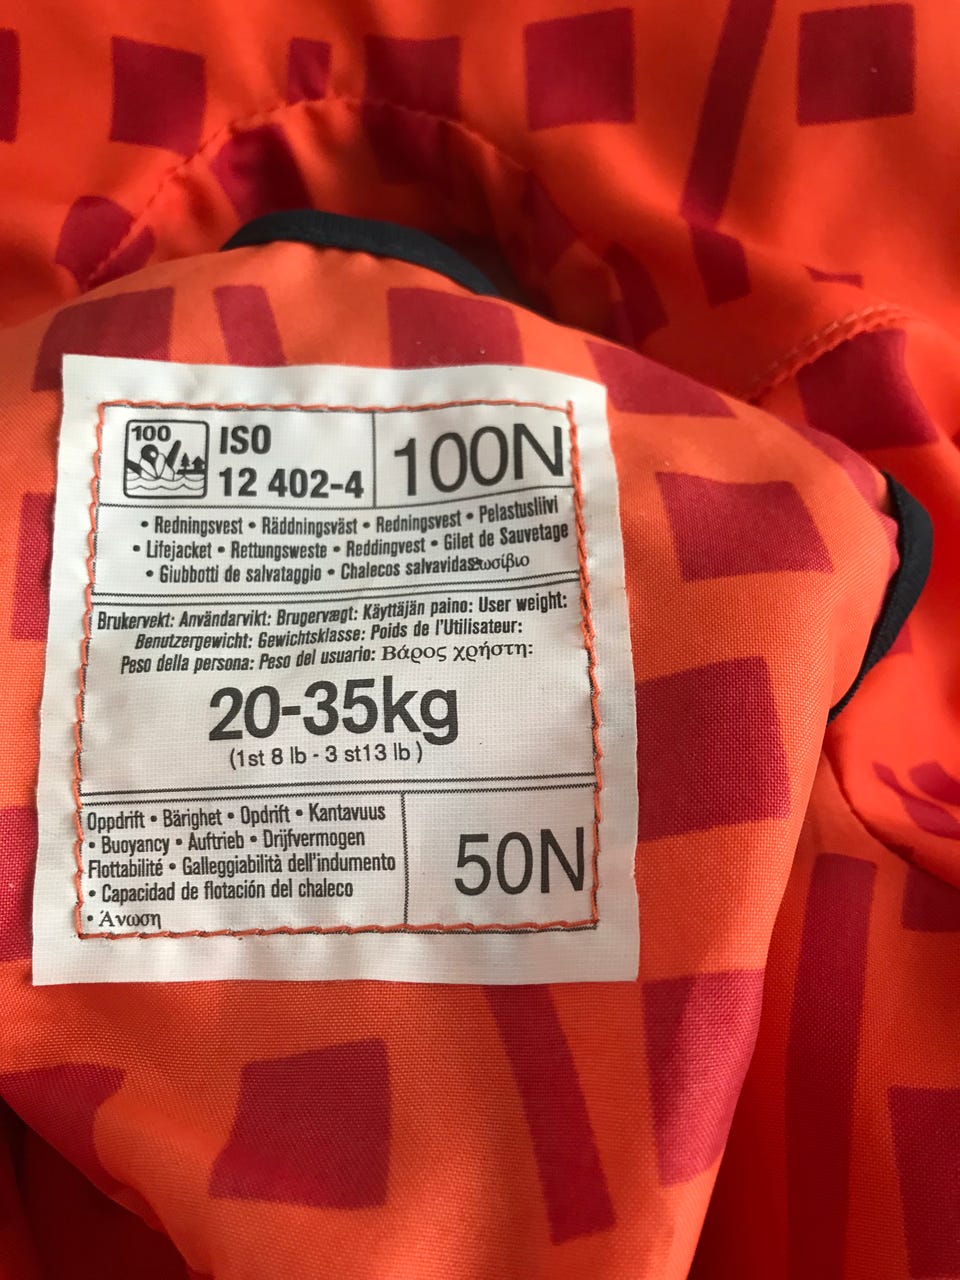 100
ISO
12 402-4
100N
• Redningsvest • Räddningsväst • Redningsvest • Pelastusliivi
• Lifejacket • Rettungsweste • Reddingvest • Gilet de Sauvetage
• Giubbotti de salvataggio • Chalecos salvavidas
Brukervekt: Användarvikt: Brugervægt: Käyttäjän paino: User weight:
Benutzergewicht: Gewichtsklasse: Poids de l'Utilisateur:
Peso della persona: Peso del usuario: Βάρος χρήστη:
20-35kg
(1st 8 lb - 3 st13 lb )
Oppdrift • Bärighet • Opdrift • Kantavuus
• Buoyancy • Auftrieb • Drijfvermogen
Flottabilité • Galleggiabilità dell'indumento
• Capacidad de flotación del chaleco
• Άνωση
50N